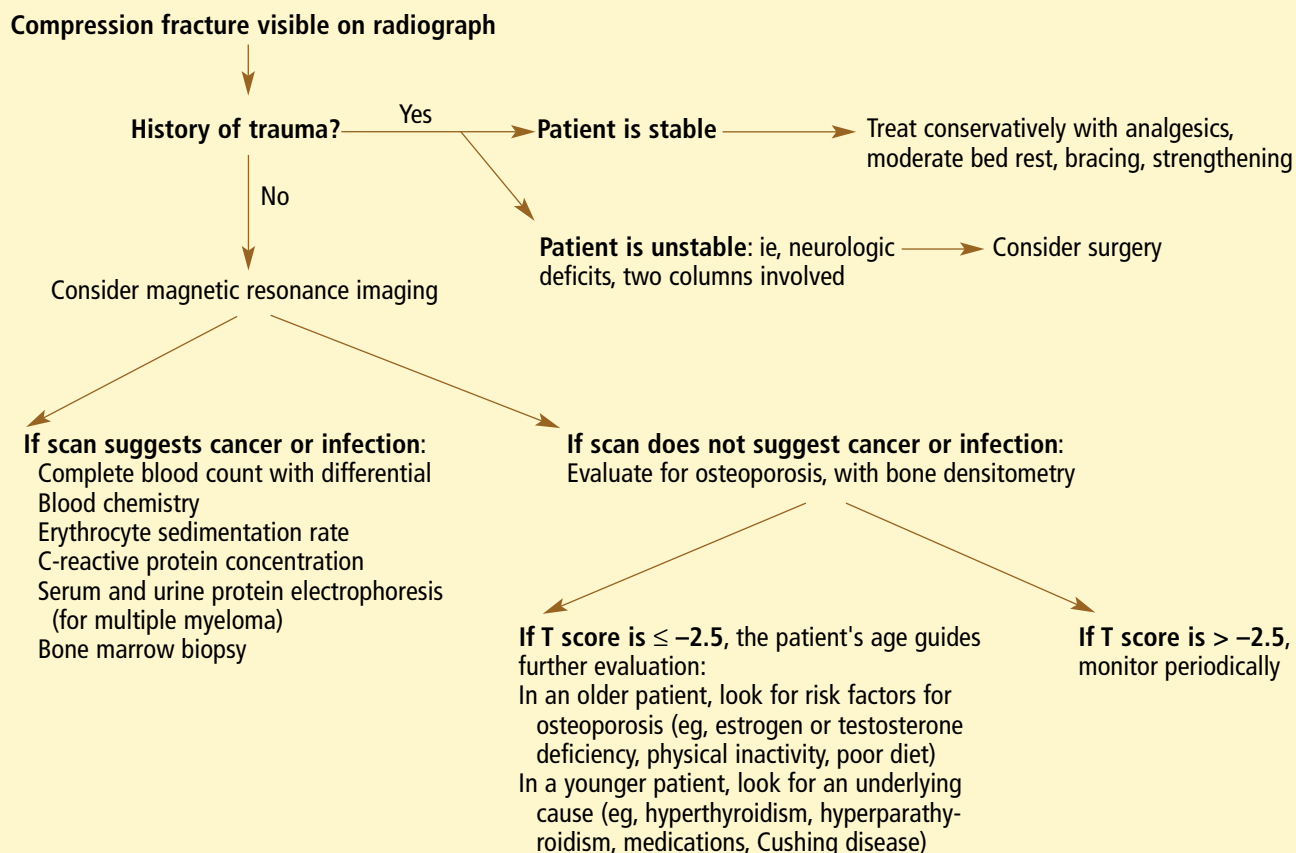 Compression fracture visible on radiograph
History of trauma?
Yes
Patient is stable
Treat conservatively with analgesics,
moderate bed rest, bracing, strengthening
No
Patient is unstable: ie, neurologic
deficits, two columns involved
Consider surgery
Consider magnetic resonance imaging
If scan suggests cancer or infection:
Complete blood count with differential
Blood chemistry
Erythrocyte sedimentation rate
C-reactive protein concentration
Serum and urine protein electrophoresis
(for multiple myeloma)
Bone marrow biopsy
If scan does not suggest cancer or infection:
Evaluate for osteoporosis, with bone densitometry
If T score is ≤ –2.5, the patient's age guides
further evaluation:
In an older patient, look for risk factors for
osteoporosis (eg, estrogen or testosterone
deficiency, physical inactivity, poor diet)
In a younger patient, look for an underlying
cause (eg, hyperthyroidism, hyperparathy-
roidism, medications, Cushing disease)
If T score is > –2.5,
monitor periodically